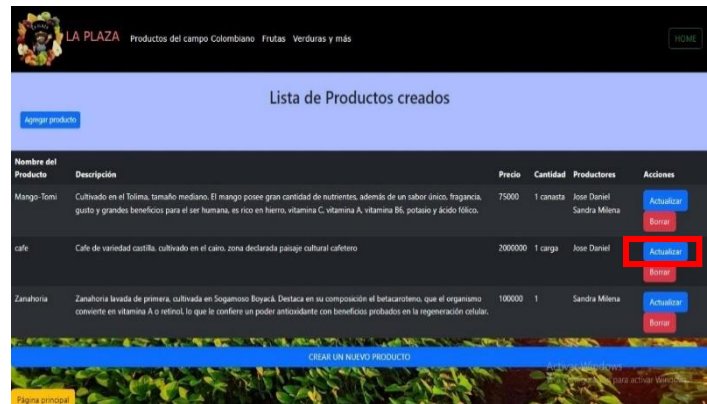 LA PLAZA Productos del campo Colombiano Frutas Verduras y más HOME
Lista de Productos creados
Agregar producto
Nombre del
Producto Descripción Precio Cantidad Productores Acciones
Mango-Tomi Cultivado en el Tolima, tamaño mediano. El mango posee gran cantidad de nutrientes, además de un sabor único, fragancia, 75000 1 canasta Jose Daniel Actualizar
gusto y grandes beneficios para el ser humana, es rico en hierro, vitamina C, vitamina A, vitamina B6, potasio y ácido fólico. Sandra Milena
Borrar
cafe Cafe de variedad castilla, cultivado en el cairo, zona declarada paisaje cultural cafetero 2000000 1 carga Jose Daniel Actualizar
Borrar
Zanahoria Zanahoria lavada de primera, cultivada en Sogamoso Boyacá. Destaca en su composición el betacaroteno, que el organismo 100000 1 Sandra Milena Actualizar
convierte en vitamina A o retinol, lo que le confiere un poder antioxidante con beneficios probados en la regeneración celular.
Borrar
CREAR UN NUEVO PRODUCTO
Activar Windows
para activar Windows
Página principal